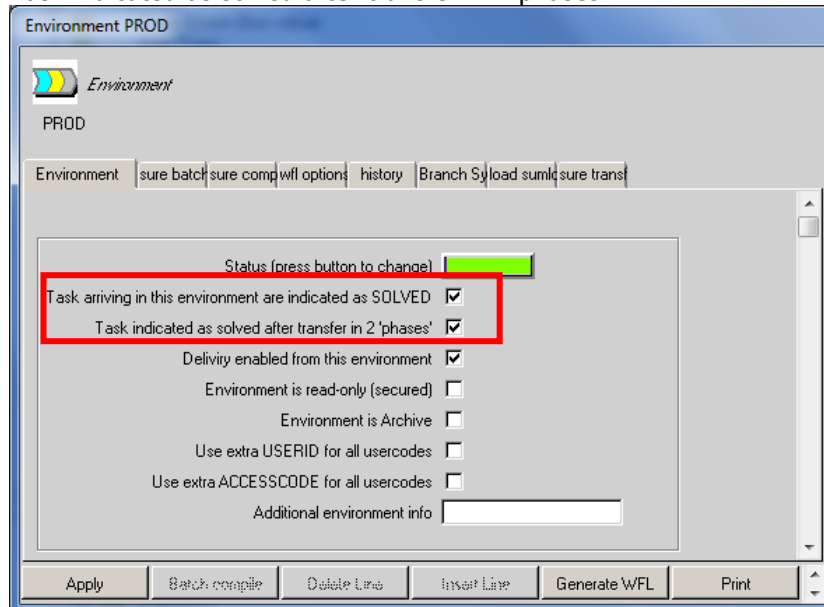 Environment PROD
Environment
PROD
Environment sure batch sure comp wfl options history Branch Sy load sumlo sure transf
Status (press button to change)
Task arriving in this environment are indicated as SOLVED
Task indicated as solved after transfer in 2 'phases'
Deliviry enabled from this environment
Environment is read-only (secured)
Environment is Archive
Use extra USERID for all usercodes
Use extra ACCESSCODE for all usercodes
Additional environment info
Apply Batch compile Delete Line Insert Line Generate WFL Print